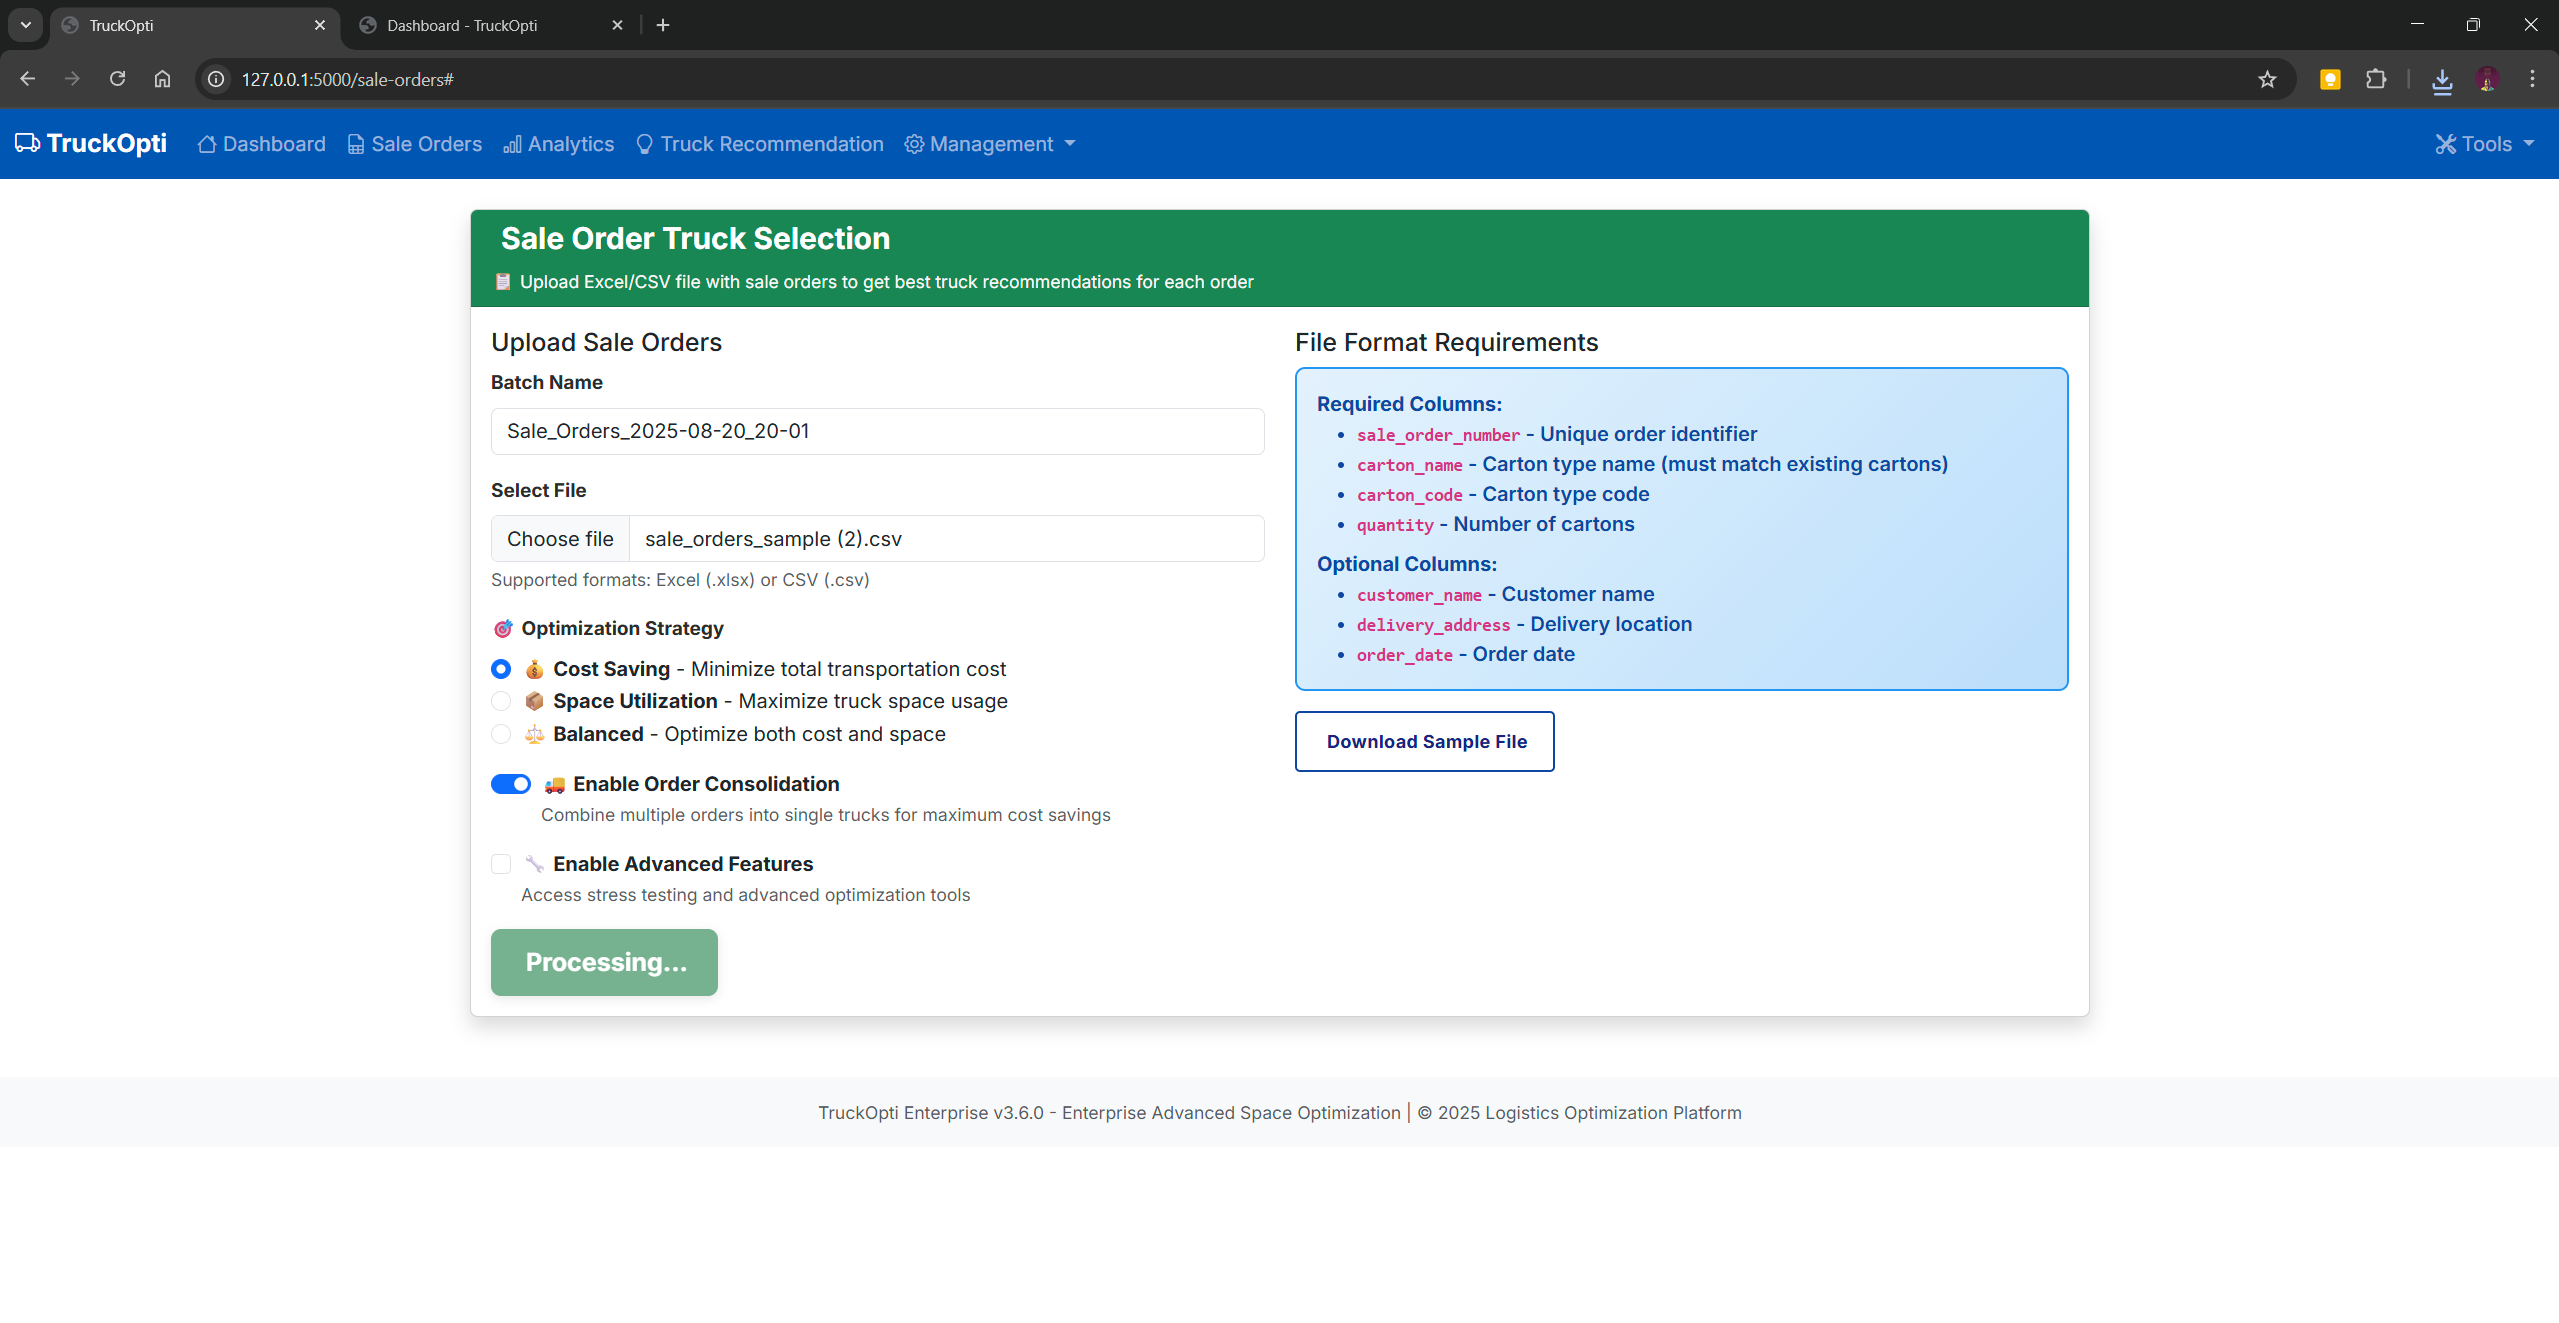 TruckOpti
Dashboard - TruckOpti
127.0.0.1:5000/sale-orders#
TruckOpti Dashboard Sale Orders Analytics Truck Recommendation Management Tools
Sale Order Truck Selection
📋 Upload Excel/CSV file with sale orders to get best truck recommendations for each order
Upload Sale Orders
Batch Name
Sale_Orders_2025-08-20_20-01
Select File
Choose file sale_orders_sample (2).csv
Supported formats: Excel (.xlsx) or CSV (.csv)
🎯 Optimization Strategy
💰 Cost Saving - Minimize total transportation cost
📦 Space Utilization - Maximize truck space usage
⚖️ Balanced - Optimize both cost and space
🚚 Enable Order Consolidation
Combine multiple orders into single trucks for maximum cost savings
🔧 Enable Advanced Features
Access stress testing and advanced optimization tools
Processing...
File Format Requirements
Required Columns:
• sale_order_number - Unique order identifier
• carton_name - Carton type name (must match existing cartons)
• carton_code - Carton type code
• quantity - Number of cartons
Optional Columns:
• customer_name - Customer name
• delivery_address - Delivery location
• order_date - Order date
Download Sample File
TruckOpti Enterprise v3.6.0 - Enterprise Advanced Space Optimization | © 2025 Logistics Optimization Platform